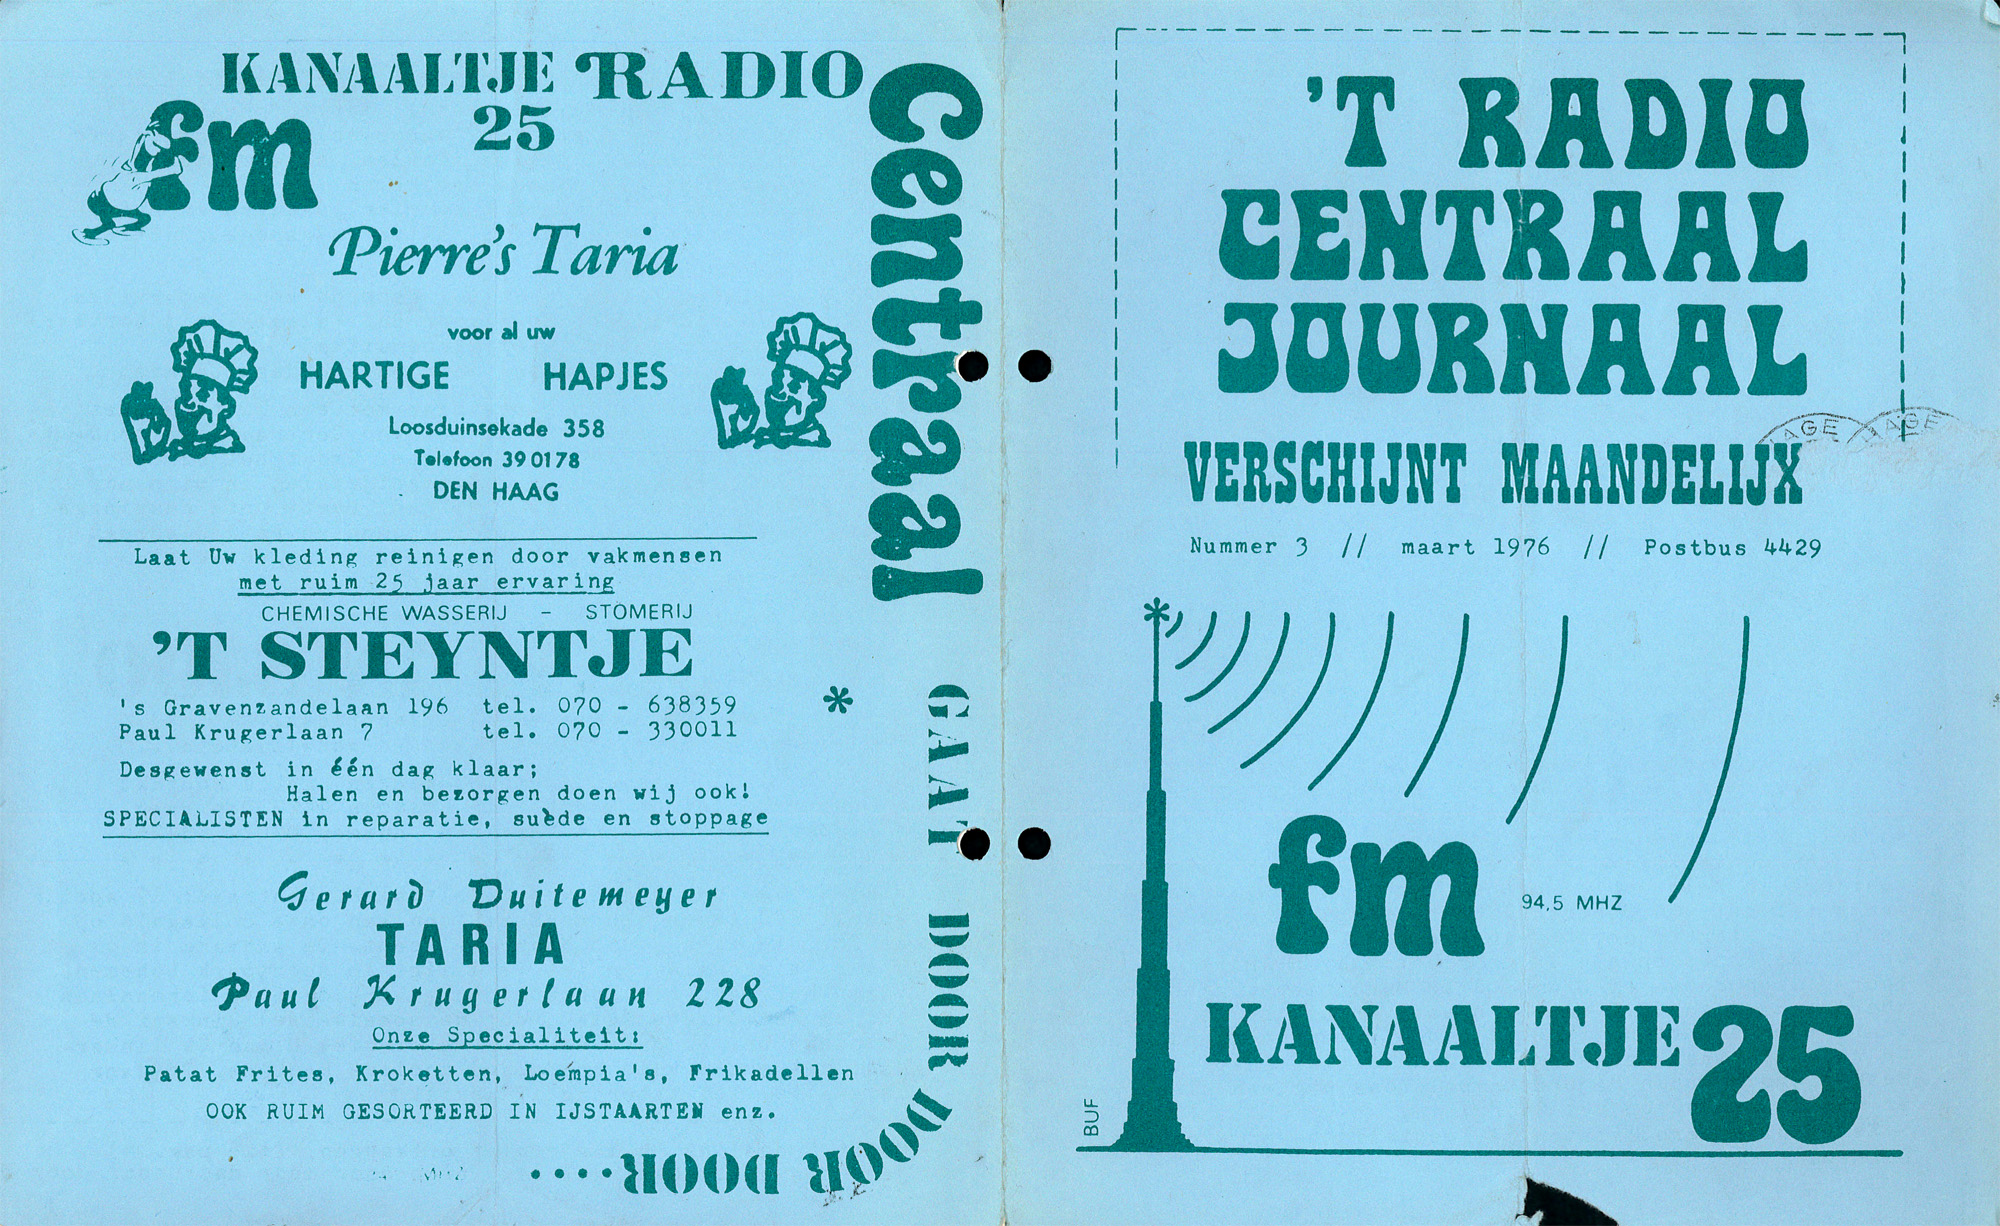 KANAALTJE RADIO
25
fm
Centraal
Pierre's Taria
voor al uw
HARTIGE HAPJES
Loosduinsekade 358
Telefoon 390178
DEN HAAG
Laat Uw kleding reinigen door vakmensen
met ruim 25 jaar ervaring
CHEMISCHE WASSERIJ - STOMERIJ
'T STEYNTJE
's Gravenzandelaan 196 tel. 070 - 638359
Paul Krugerlaan 7 tel. 070 - 330011
Desgewenst in één dag klaar;
Halen en bezorgen doen wij ook!
SPECIALISTEN in reparatie, suède en stoppage
*
Gerard Duitemeyer
TARIA
Paul Krugerlaan 228
Onze Specialiteit:
Patat Frites, Kroketten, Loempia's, Frikadellen
OOK RUIM GESORTEERD IN IJSTAARTEN enz.
GAAT DOOR DOOR DOOR DOOR....
'T RADIO
CENTRAAL
JOURNAAL
HAGE HAGE
VERSCHIJNT MAANDELIJX
Nummer 3 // maart 1976 // Postbus 4429
fm 94,5 MHZ
KANAALTJE 25
BUF